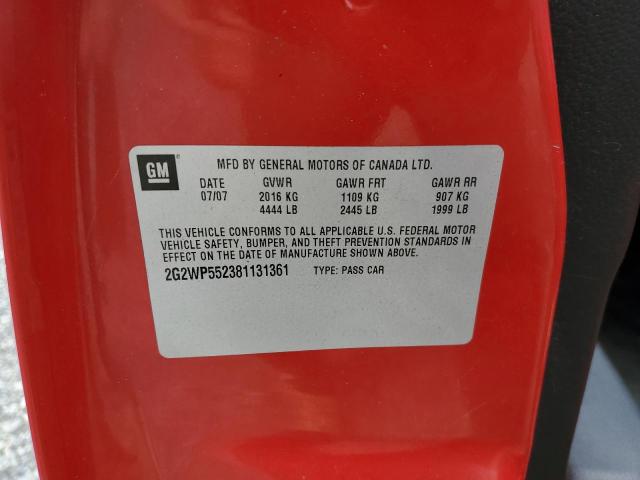 GM
MFD BY GENERAL MOTORS OF CANADA LTD.
DATE GVWR GAWR FRT GAWR RR
07/07 2016 KG 1109 KG 907 KG
4444 LB 2445 LB 1999 LB
THIS VEHICLE CONFORMS TO ALL APPLICABLE U.S. FEDERAL MOTOR
VEHICLE SAFETY, BUMPER, AND THEFT PREVENTION STANDARDS IN
EFFECT ON THE DATE OF MANUFACTURE SHOWN ABOVE.
2G2WP552381131361 TYPE: PASS CAR